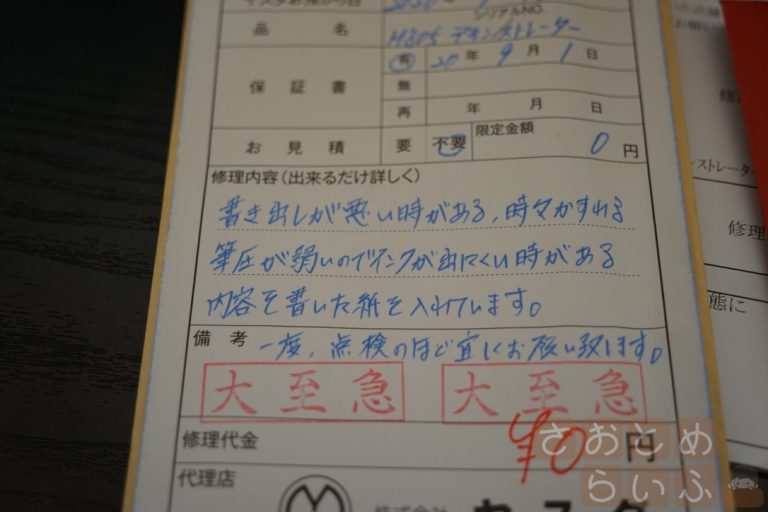 シリアルNO
品名 M805 デモンストレーター
有 20年9月1日
保証書 無
再 年 月 日
お見積 要 不要 限定金額 0円
修理内容(出来るだけ詳しく)
書き出しが悪い時がある、時々かすれる
筆圧が弱いのでインクが出にくい時がある
内容を書いた紙を入れています。
備考 一度、点検のほど宜しくお願い致します。
大至急 大至急
修理代金 ¥0円
代理店
株式会社
ストレーター
修理
態に
さおとめ
らいふ